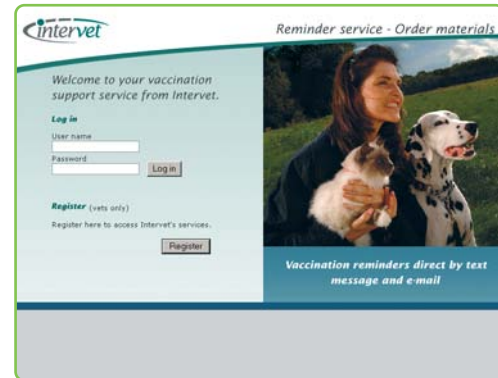 intervet
Reminder service - Order materials
Welcome to your vaccination
support service from Intervet.
Log in
User name
Password
Log in
Register (vets only)
Register here to access Intervet's services.
Register
Vaccination reminders direct by text
message and e-mail